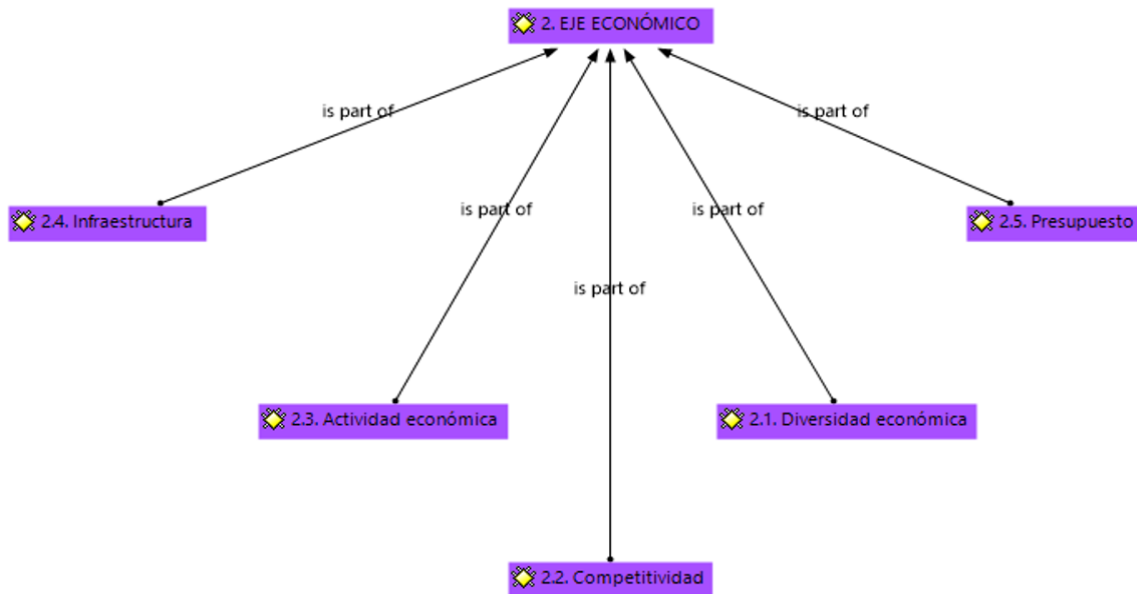 2. EJE ECONÓMICO
is part of
is part of
2.4. Infraestructura
is part of
is part of
2.5. Presupuesto
is part of
2.3. Actividad económica
2.1. Diversidad económica
2.2. Competitividad